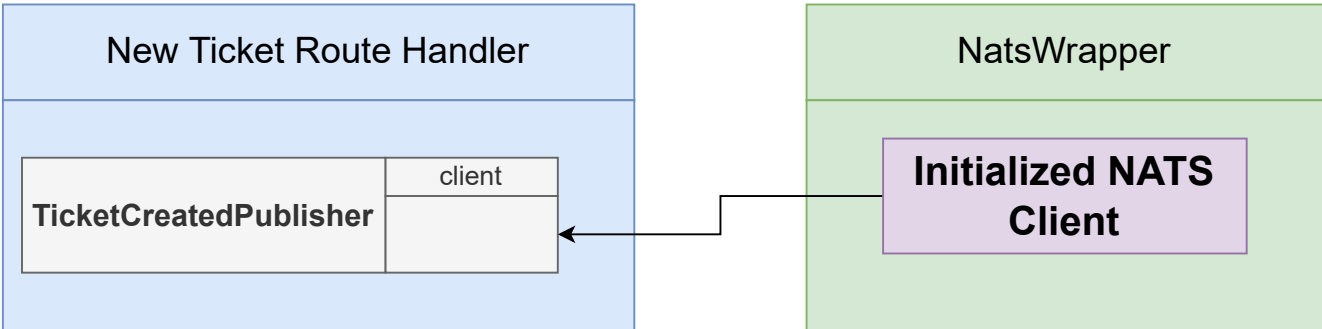 New Ticket Route Handler
NatsWrapper
TicketCreatedPublisher
client
Initialized NATS
Client